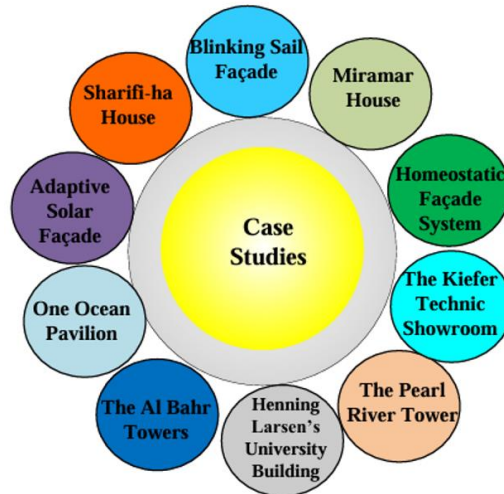 Blinking Sail
Façade
Miramar
House
Homeostatic
Façade
System
The Kiefer
Technic
Showroom
The Pearl
River Tower
Henning
Larsen's
University
Building
The Al Bahr
Towers
One Ocean
Pavilion
Adaptive
Solar
Façade
Sharifi-ha
House
Case
Studies